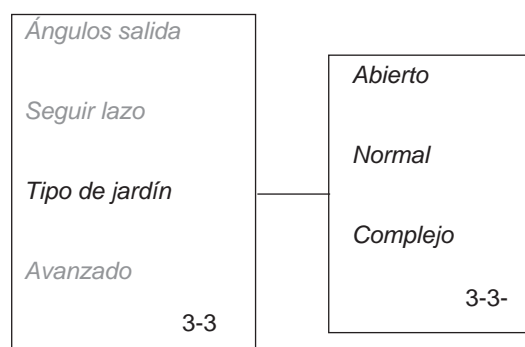 Ángulos salida
Seguir lazo
Tipo de jardín
Avanzado
3-3
Abierto
Normal
Complejo
3-3-